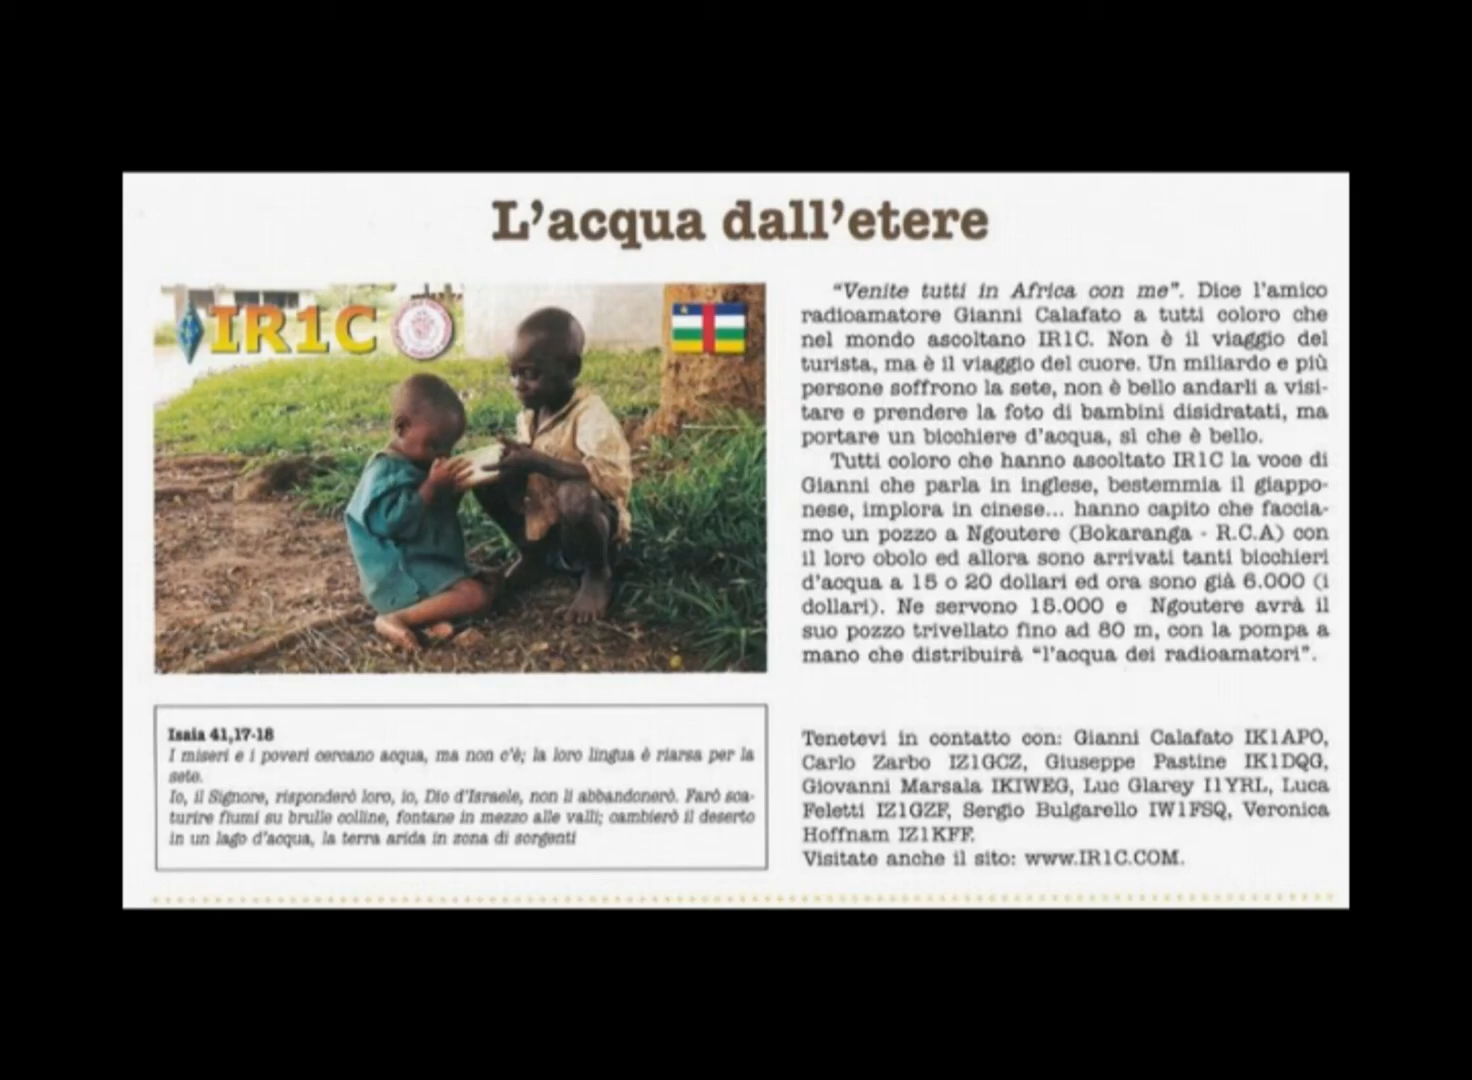 L'acqua dall'etere
IR1C
"Venite tutti in Africa con me". Dice l'amico
radioamatore Gianni Calafato a tutti coloro che
nel mondo ascoltano IR1C. Non è il viaggio del
turista, ma è il viaggio del cuore. Un miliardo e più
persone soffrono la sete, non è bello andarli a visi-
tare e prendere la foto di bambini disidratati, ma
portare un bicchiere d'acqua, sì che è bello.
Tutti coloro che hanno ascoltato IR1C la voce di
Gianni che parla in inglese, bestemmia il giappo-
nese, implora in cinese... hanno capito che faccia-
mo un pozzo a Ngoutere (Bokaranga - R.C.A) con
il loro obolo ed allora sono arrivati tanti bicchieri
d'acqua a 15 o 20 dollari ed ora sono già 6.000 (i
dollari). Ne servono 15.000 e Ngoutere avrà il
suo pozzo trivellato fino ad 80 m, con la pompa a
mano che distribuirà "l'acqua dei radioamatori".
Isaia 41,17-18
I miseri e i poveri cercano acqua, ma non c'è; la loro lingua è riarsa per la
sete.
Io, il Signore, risponderò loro, io, Dio d'Israele, non li abbandonerò. Farò sca-
turire fiumi su brulle colline, fontane in mezzo alle valli; cambierò il deserto
in un lago d'acqua, la terra arida in zona di sorgenti
Tenetevi in contatto con: Gianni Calafato IK1APO,
Carlo Zarbo IZ1GCZ, Giuseppe Pastine IK1DQG,
Giovanni Marsala IKIWEG, Luc Glarey I1YRL, Luca
Feletti IZ1GZF, Sergio Bulgarello IW1FSQ, Veronica
Hoffnam IZ1KFF.
Visitate anche il sito: www.IR1C.COM.